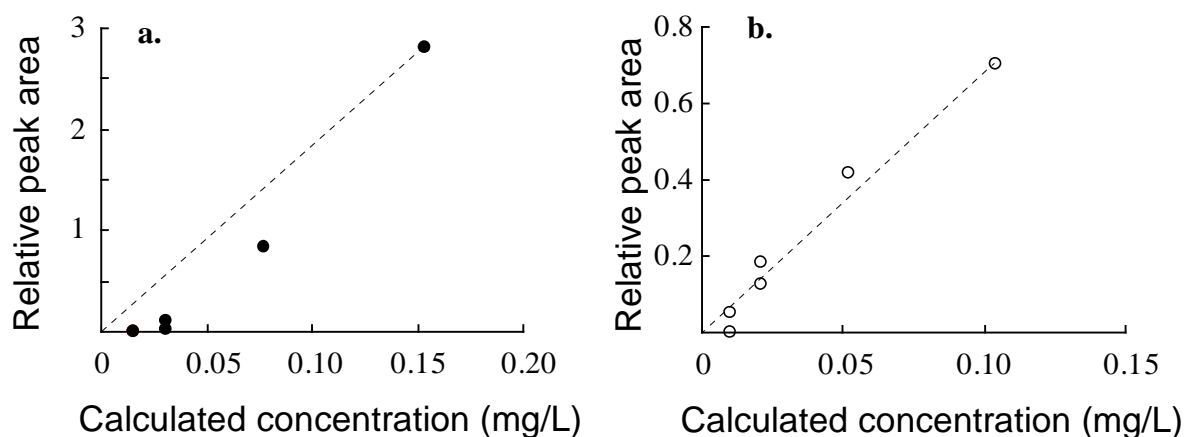 a.
Relative peak area
3
2
1
0
0.05
0.10
0.15
0.20
Calculated concentration (mg/L)
b.
Relative peak area
0.8
0.6
0.4
0.2
0
0.05
0.10
0.15
Calculated concentration (mg/L)